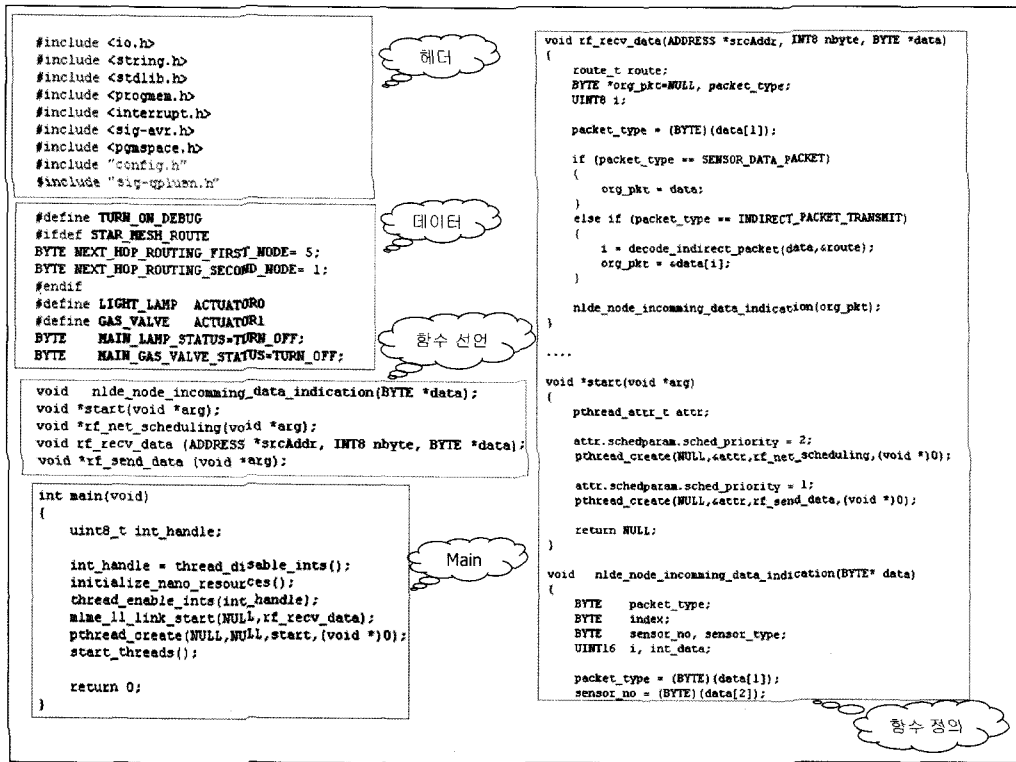 #include <io.h>
#include <string.h>
#include <stdlib.h>
#include <progmem.h>
#include <interrupt.h>
#include <sig-avr.h>
#include <pgmspace.h>
#include "config.h"
#include "sig-qplusn.h"
헤더
#define TURN_ON_DEBUG
#ifdef STAR_MESH_ROUTE
BYTE NEXT_HOP_ROUTING_FIRST_NODE= 5;
BYTE NEXT_HOP_ROUTING_SECOND_NODE= 1;
#endif
#define LIGHT_LAMP ACTUATOR0
#define GAS_VALVE ACTUATOR1
BYTE MAIN_LAMP_STATUS=TURN_OFF;
BYTE MAIN_GAS_VALVE_STATUS=TURN_OFF;
데이터
함수 선언
void nlde_node_incomming_data_indication(BYTE *data);
void *start(void *arg);
void *rf_net_scheduling(void *arg);
void rf_recv_data (ADDRESS *srcAddr, INT8 nbyte, BYTE *data);
void *rf_send_data (void *arg);
int main(void)
{
uint8_t int_handle;
int_handle = thread_disable_ints();
initialize_nano_resources();
thread_enable_ints(int_handle);
mlme_ll_link_start(NULL,rf_recv_data);
pthread_create(NULL,NULL,start,(void *)0);
start_threads();
return 0;
}
Main
void rf_recv_data(ADDRESS *srcAddr, INT8 nbyte, BYTE *data)
{
route_t route;
BYTE *org_pkt=NULL, packet_type;
UINT8 i;
packet_type = (BYTE)(data[1]);
if (packet_type == SENSOR_DATA_PACKET)
{
org_pkt = data;
}
else if (packet_type == INDIRECT_PACKET_TRANSMIT)
{
i = decode_indirect_packet(data,&route);
org_pkt = &data[i];
}
nlde_node_incomming_data_indication(org_pkt);
}
....
void *start(void *arg)
{
pthread_attr_t attr;
attr.schedparam.sched_priority = 2;
pthread_create(NULL,&attr,rf_net_scheduling,(void *)0);
attr.schedparam.sched_priority = 1;
pthread_create(NULL,&attr,rf_send_data,(void *)0);
return NULL;
}
void nlde_node_incomming_data_indication(BYTE* data)
{
BYTE packet_type;
BYTE index;
BYTE sensor_no, sensor_type;
UINT16 i, int_data;
packet_type = (BYTE)(data[1]);
sensor_no = (BYTE)(data[2]);
함수 정의